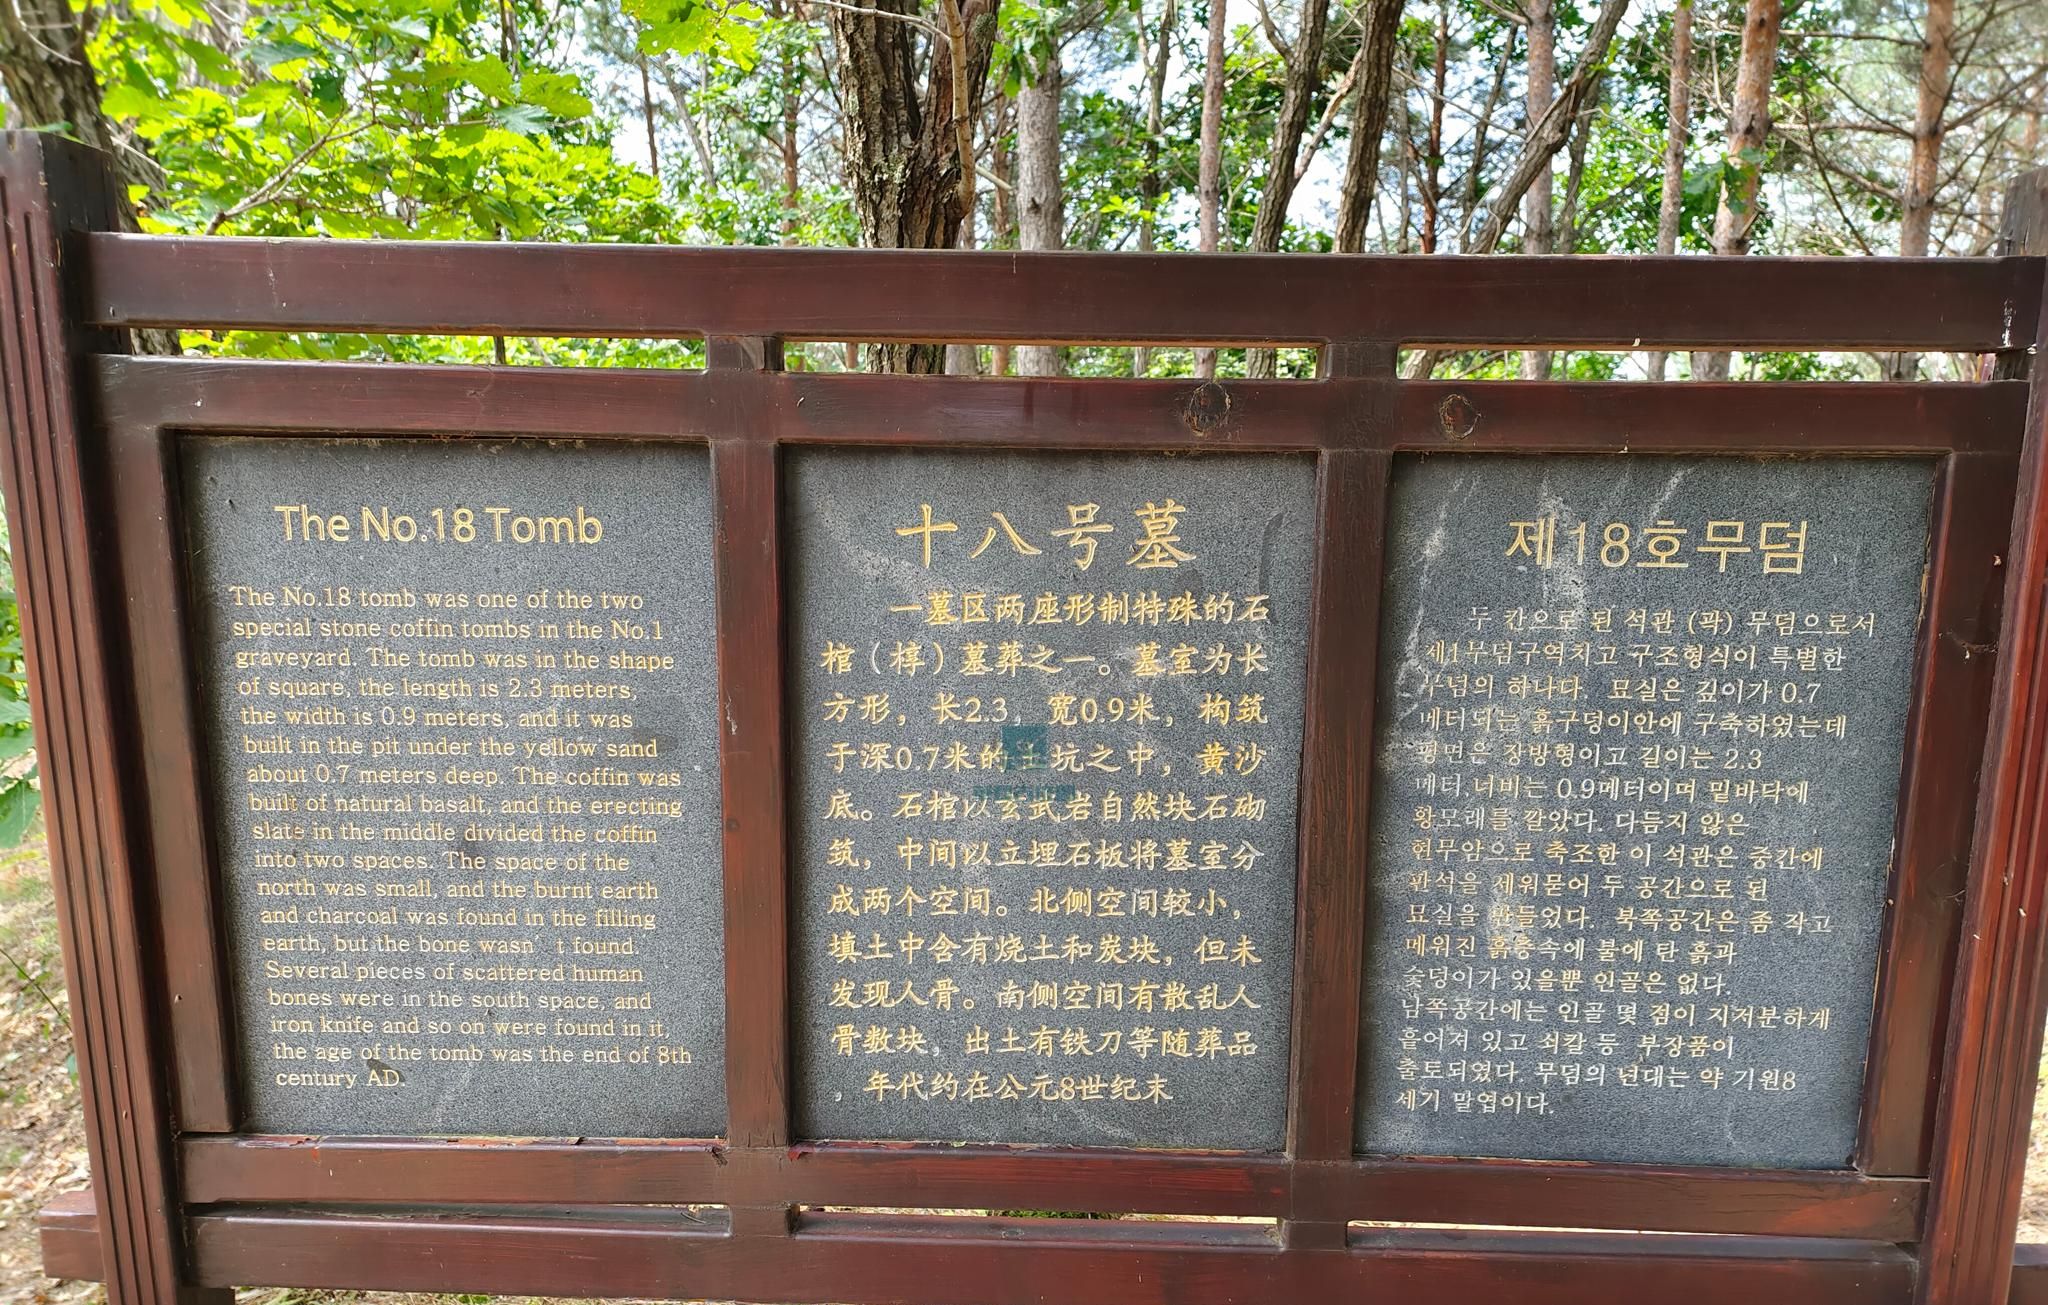 The No.18 Tomb
The No.18 tomb was one of the two
special stone coffin tombs in the No.1
graveyard. The tomb was in the shape
of square, the length is 2.3 meters,
the width is 0.9 meters, and it was
built in the pit under the yellow sand
about 0.7 meters deep. The coffin was
built of natural basalt, and the erecting
slate in the middle divided the coffin
into two spaces. The space of the
north was small, and the burnt earth
and charcoal was found in the filling
earth, but the bone wasn't found.
Several pieces of scattered human
bones were in the south space, and
iron knife and so on were found in it,
the age of the tomb was the end of 8th
century AD.
十八号墓
一墓区两座形制特殊的石
棺（椁）墓葬之一。墓室为长
方形，长2.3，宽0.9米，构筑
于深0.7米的土坑之中，黄沙
底。石棺以玄武岩自然块石砌
筑，中间以立埋石板将墓室分
成两个空间。北侧空间较小，
填土中含有烧土和炭块，但未
发现人骨。南侧空间有散乱人
骨数块，出土有铁刀等随葬品
，年代约在公元8世纪末
제18호무덤
두 칸으로 된 석관 (곽) 무덤으로서
제1무덤구역치고 구조형식이 특별한
무덤의 하나다. 묘실은 깊이가 0.7
메터되는 흙구덩이안에 구축하였는데
평면은 장방형이고 길이는 2.3
메터,너비는 0.9메터이며 밑바닥에
황모래를 깔았다. 다듬지 않은
현무암으로 축조한 이 석관은 중간에
판석을 세워묻어 두 공간으로 된
묘실을 만들었다. 북쪽공간은 좀 작고
메워진 흙층속에 불에 탄 흙과
숯덩이가 있을뿐 인골은 없다.
남쪽공간에는 인골 몇 점이 지저분하게
흩어져 있고 쇠칼 등 부장품이
출토되였다. 무덤의 년대는 약 기원8
세기 말엽이다.